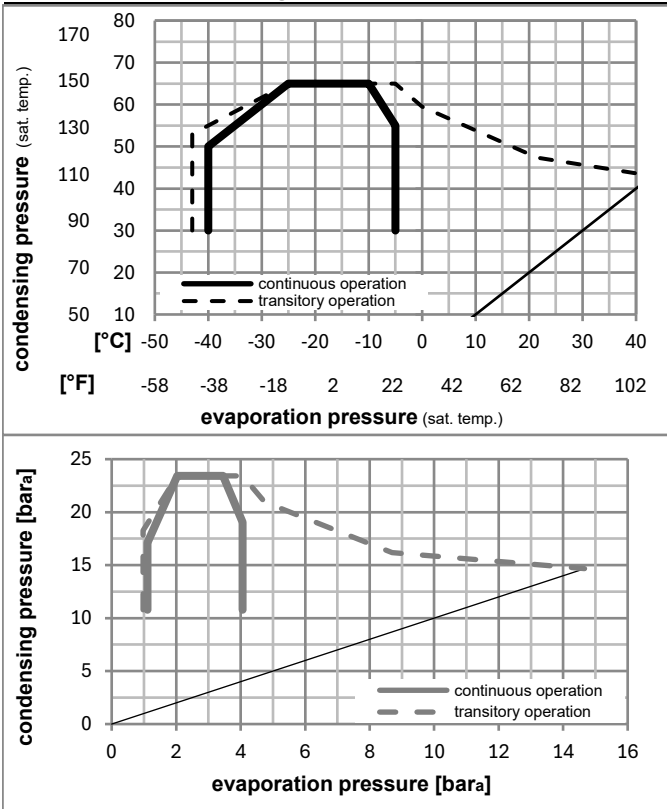 condensing pressure (sat. temp.)
170 80
70
150 60
130 50
110 40
90 30
70 20
50 10
continuous operation
transitory operation
[°C] -50 -40 -30 -20 -10 0 10 20 30 40
[°F] -58 -38 -18 2 22 42 62 82 102
evaporation pressure (sat. temp.)
condensing pressure [bara]
25
20
15
10
5
0
continuous operation
transitory operation
0 2 4 6 8 10 12 14 16
evaporation pressure [bara]